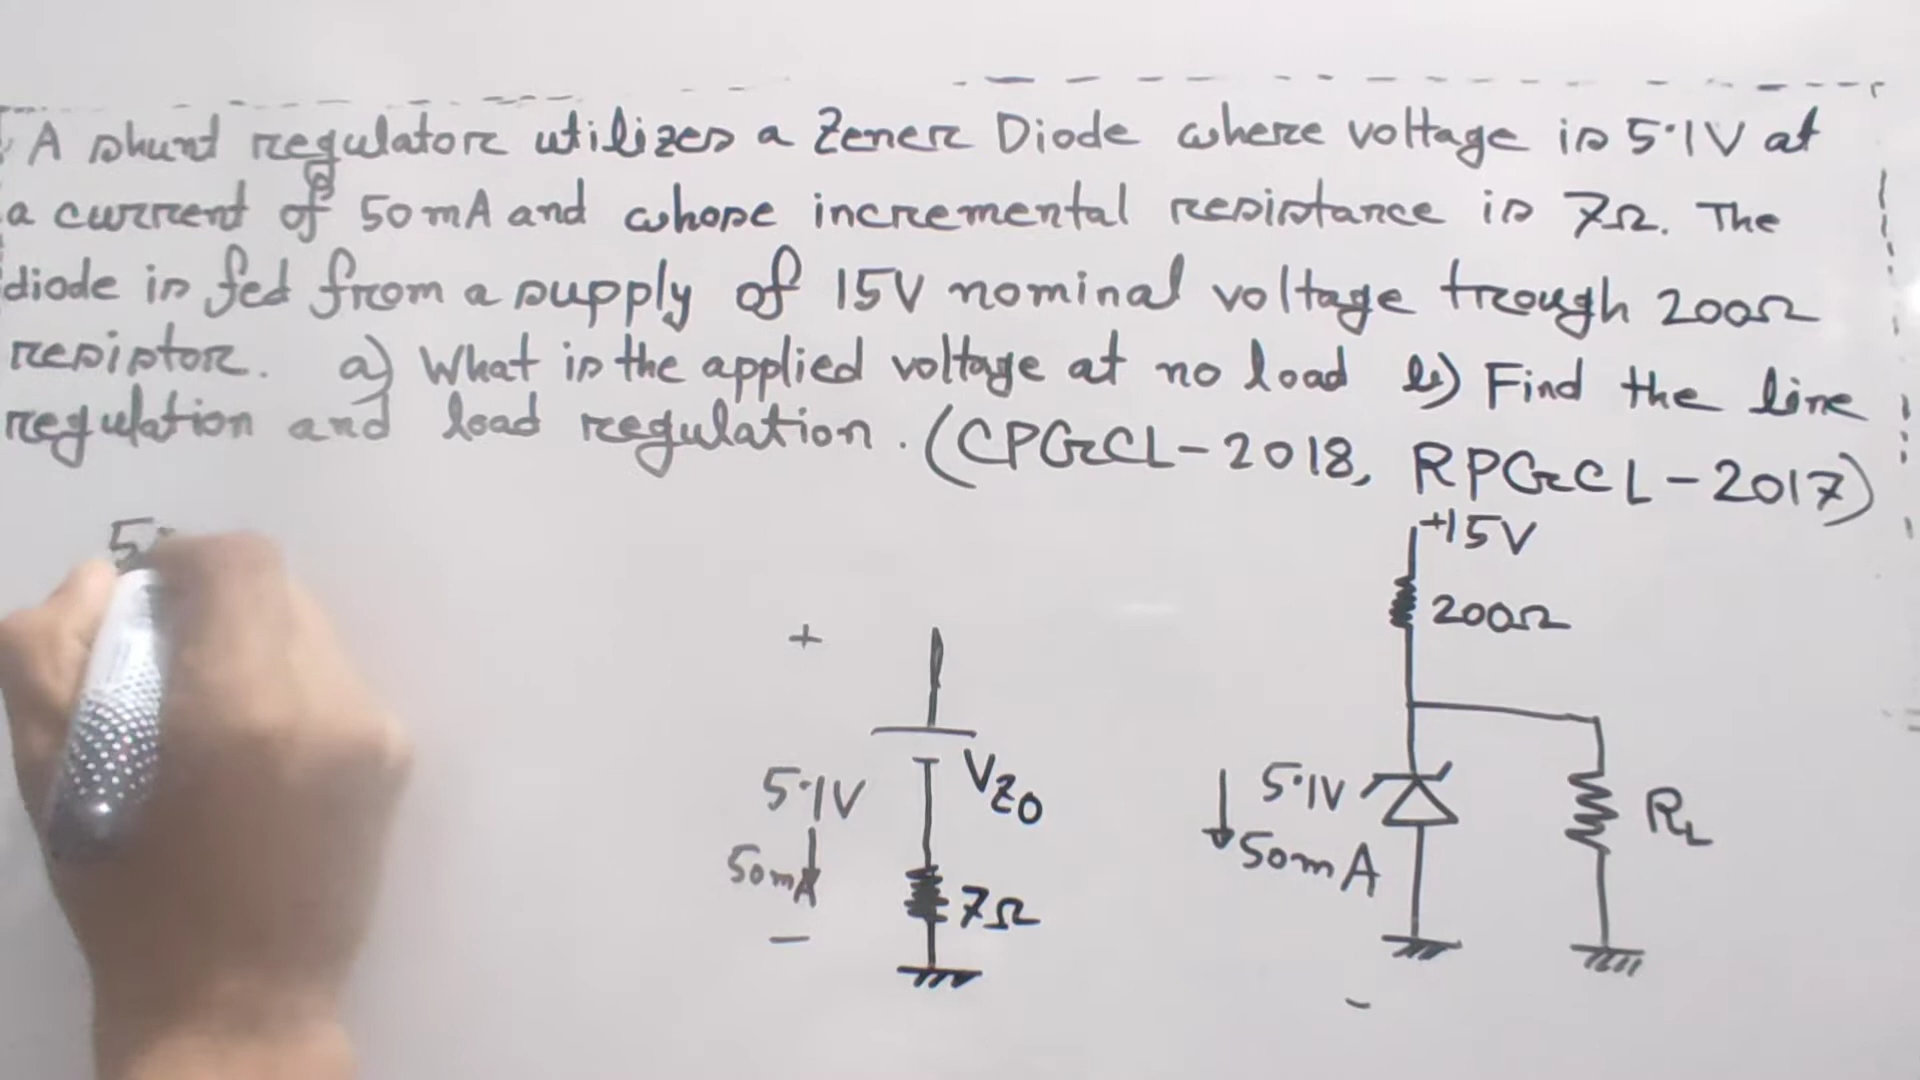 A shunt regulator utilizes a Zener Diode where voltage is 5.1V at
a current of 50mA and whose incremental resistance is 7Ω. The
diode is fed from a supply of 15V nominal voltage trough 200Ω
resistor. a) What is the applied voltage at no load b) Find the line
regulation and load regulation. (CPGCL-2018, RPGCL-2017)
5.
+15V
200Ω
+
5.1V
VZ0
50mA
7Ω
-
5.1V
50mA
RL
-